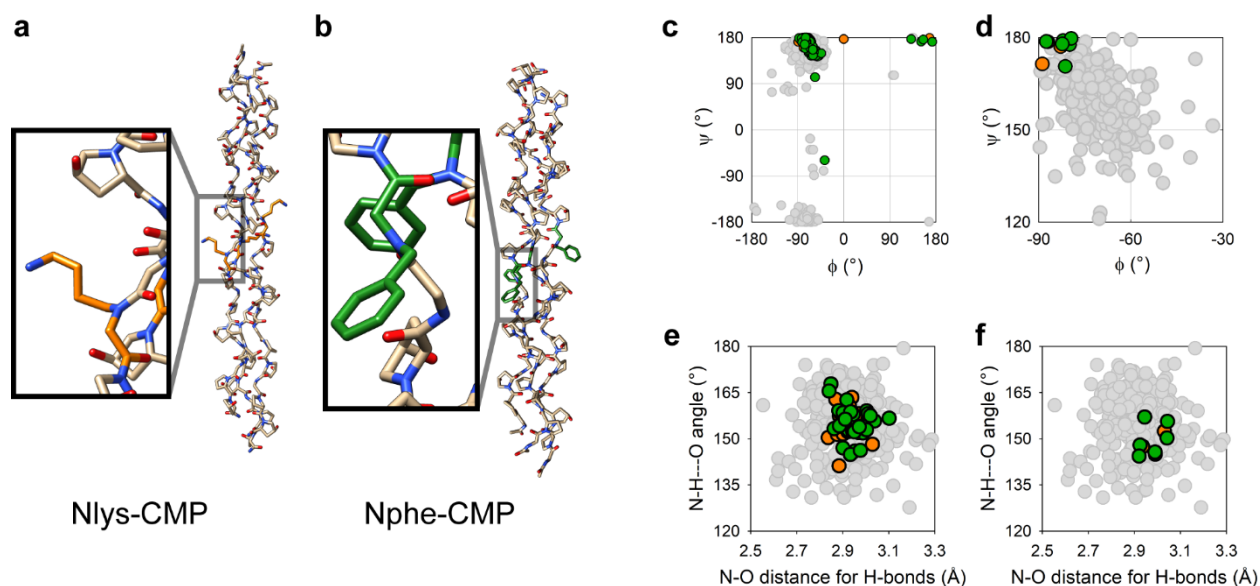 a
b
Nlys-CMP
Nphe-CMP
c
180
90
0
-90
-180
ψ (°)
-180 -90 0 90 180
ϕ (°)
d
180
150
120
ψ (°)
-90 -60 -30
ϕ (°)
e
180
165
150
135
120
N-H---O angle (°)
2.5 2.7 2.9 3.1 3.3
N-O distance for H-bonds (Å)
f
180
165
150
135
120
N-H---O angle (°)
2.5 2.7 2.9 3.1 3.3
N-O distance for H-bonds (Å)